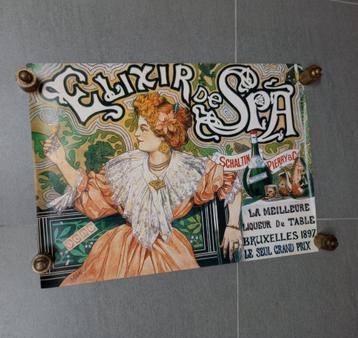 ELIXIR DE SPA
SCHALTIN PIERRY & C
LA MEILLEURE
LIQUEUR De TABLE
BRUXELLES 1897
LE SEUL GRAND PRIX